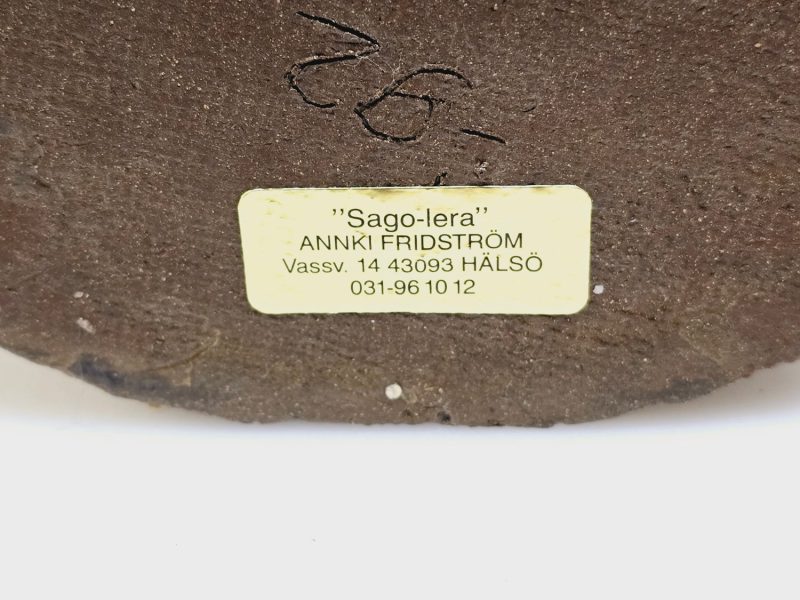 "Sago-lera"
ANNKI FRIDSTRÖM
Vassv. 14 43093 HÄLSÖ
031-96 10 12